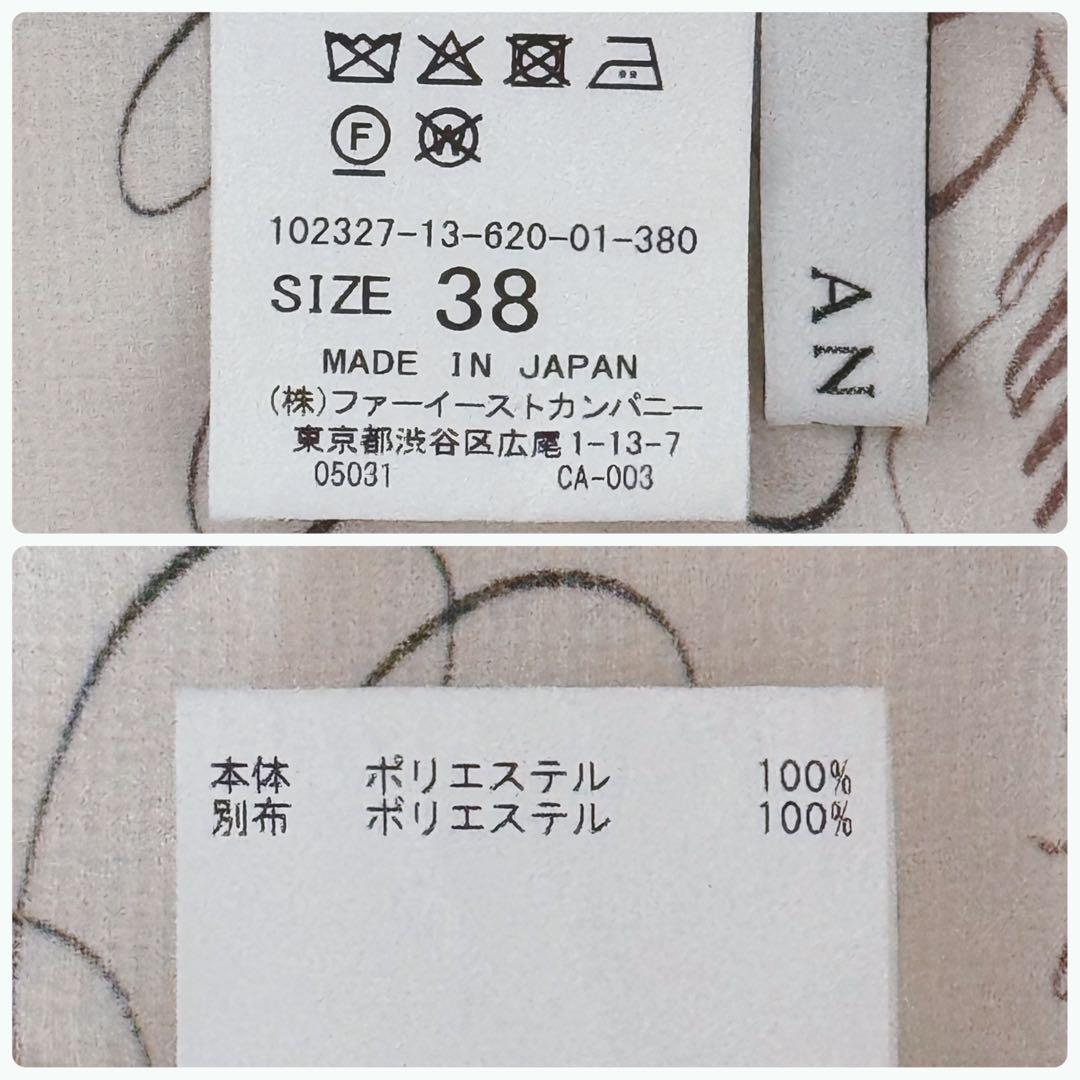 F W
102327-13-620-01-380
SIZE 38
MADE IN JAPAN
(株)ファーイーストカンパニー
東京都渋谷区広尾1-13-7
05031 CA-003
AN
本体 ポリエステル 100%
別布 ポリエステル 100%